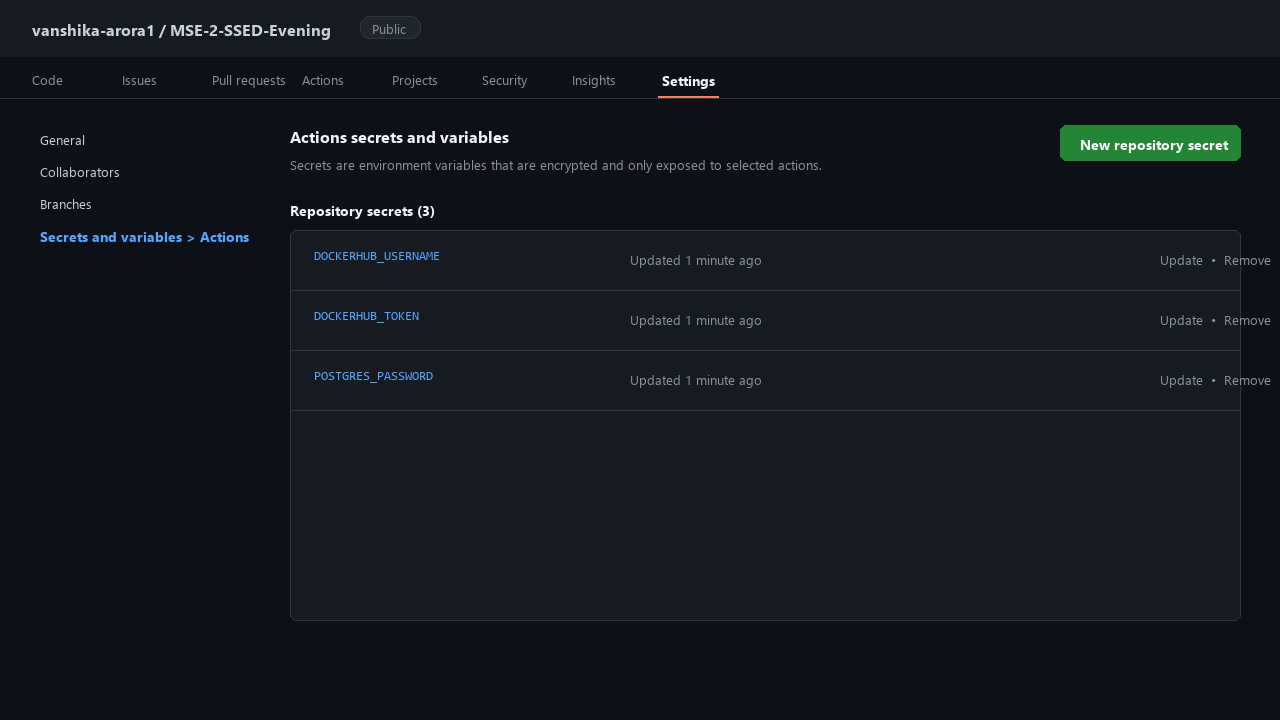 vanshika-arora1 / MSE-2-SSED-Evening Public
Code Issues Pull requests Actions Projects Security Insights Settings
General
Collaborators
Branches
Secrets and variables > Actions
Actions secrets and variables
New repository secret
Secrets are environment variables that are encrypted and only exposed to selected actions.
Repository secrets (3)
DOCKERHUB_USERNAME Updated 1 minute ago Update • Remove
DOCKERHUB_TOKEN Updated 1 minute ago Update • Remove
POSTGRES_PASSWORD Updated 1 minute ago Update • Remove